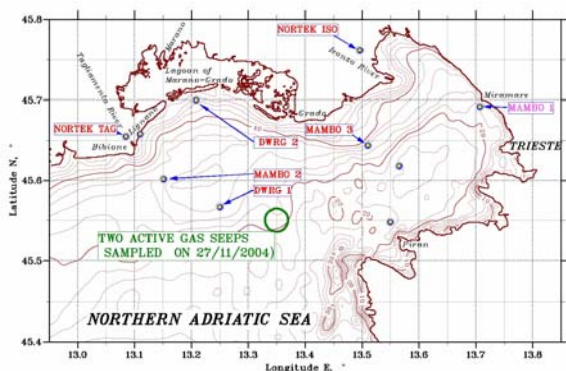 45.8
45.7
45.6
45.5
45.4
Latitude N, °
NORTEK ISO
Isonzo River
Marano
Lagoon of
Marano-Grado
Tagliamento River
Grado
Miramare
MAMBO 1
Lignano
NORTEK TAG
Bibione
DWRG 2
MAMBO 3
TRIESTE
MAMBO 2
DWRG 1
TWO ACTIVE GAS SEEPS
SAMPLED ON 27/11/2004)
Piran
NORTHERN ADRIATIC SEA
13.0 13.1 13.2 13.3 13.4 13.5 13.6 13.7 13.8
Longitude E, °